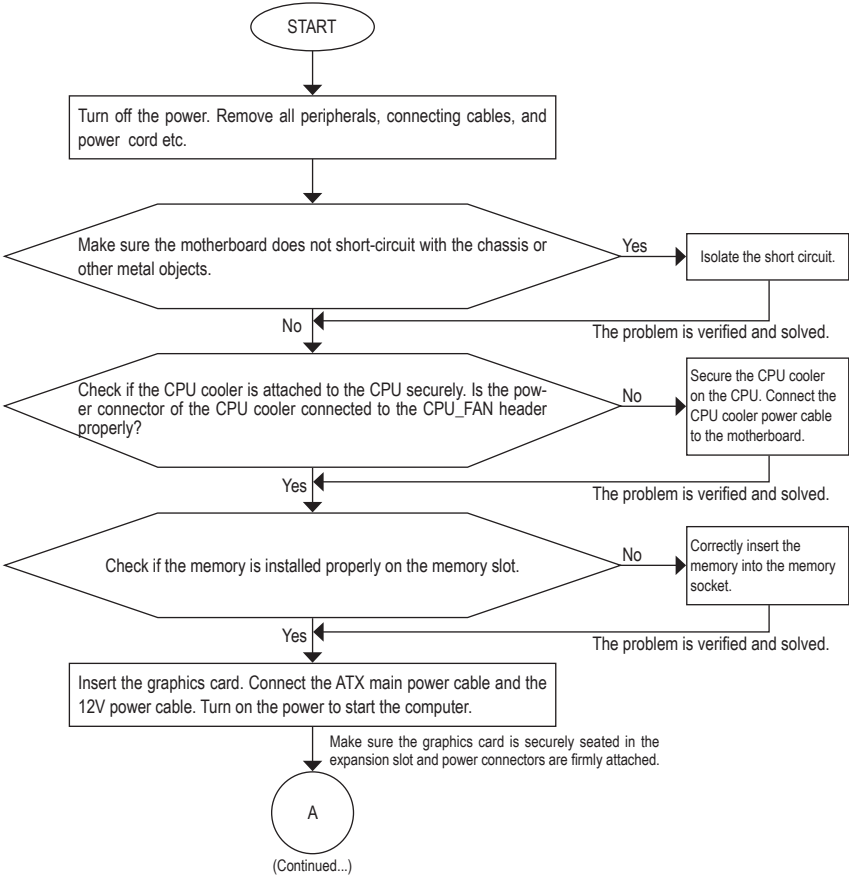 START
Turn off the power. Remove all peripherals, connecting cables, and
power cord etc.
Make sure the motherboard does not short-circuit with the chassis or
other metal objects.
Yes
Isolate the short circuit.
No
The problem is verified and solved.
Check if the CPU cooler is attached to the CPU securely. Is the pow-
er connector of the CPU cooler connected to the CPU_FAN header
properly?
No
Secure the CPU cooler
on the CPU. Connect the
CPU cooler power cable
to the motherboard.
Yes
The problem is verified and solved.
Check if the memory is installed properly on the memory slot.
No
Correctly insert the
memory into the memory
socket.
Yes
The problem is verified and solved.
Insert the graphics card. Connect the ATX main power cable and the
12V power cable. Turn on the power to start the computer.
Make sure the graphics card is securely seated in the
expansion slot and power connectors are firmly attached.
A
(Continued...)